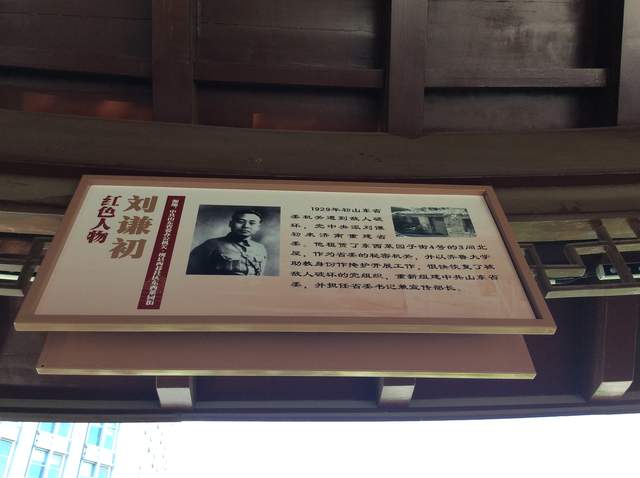 红色人物
刘谦初
1929年初山东省
委机关遭到敌人破
坏，党中央派刘谦
初来济南重建省
委。他租赁了东西菜园子街4号的3间北
屋，作为省委的秘密机关，并以齐鲁大学
助教身份作掩护开展工作，很快恢复了被
敌人破坏的党组织，重新组建中共山东省
委，并担任省委书记兼宣传部长。